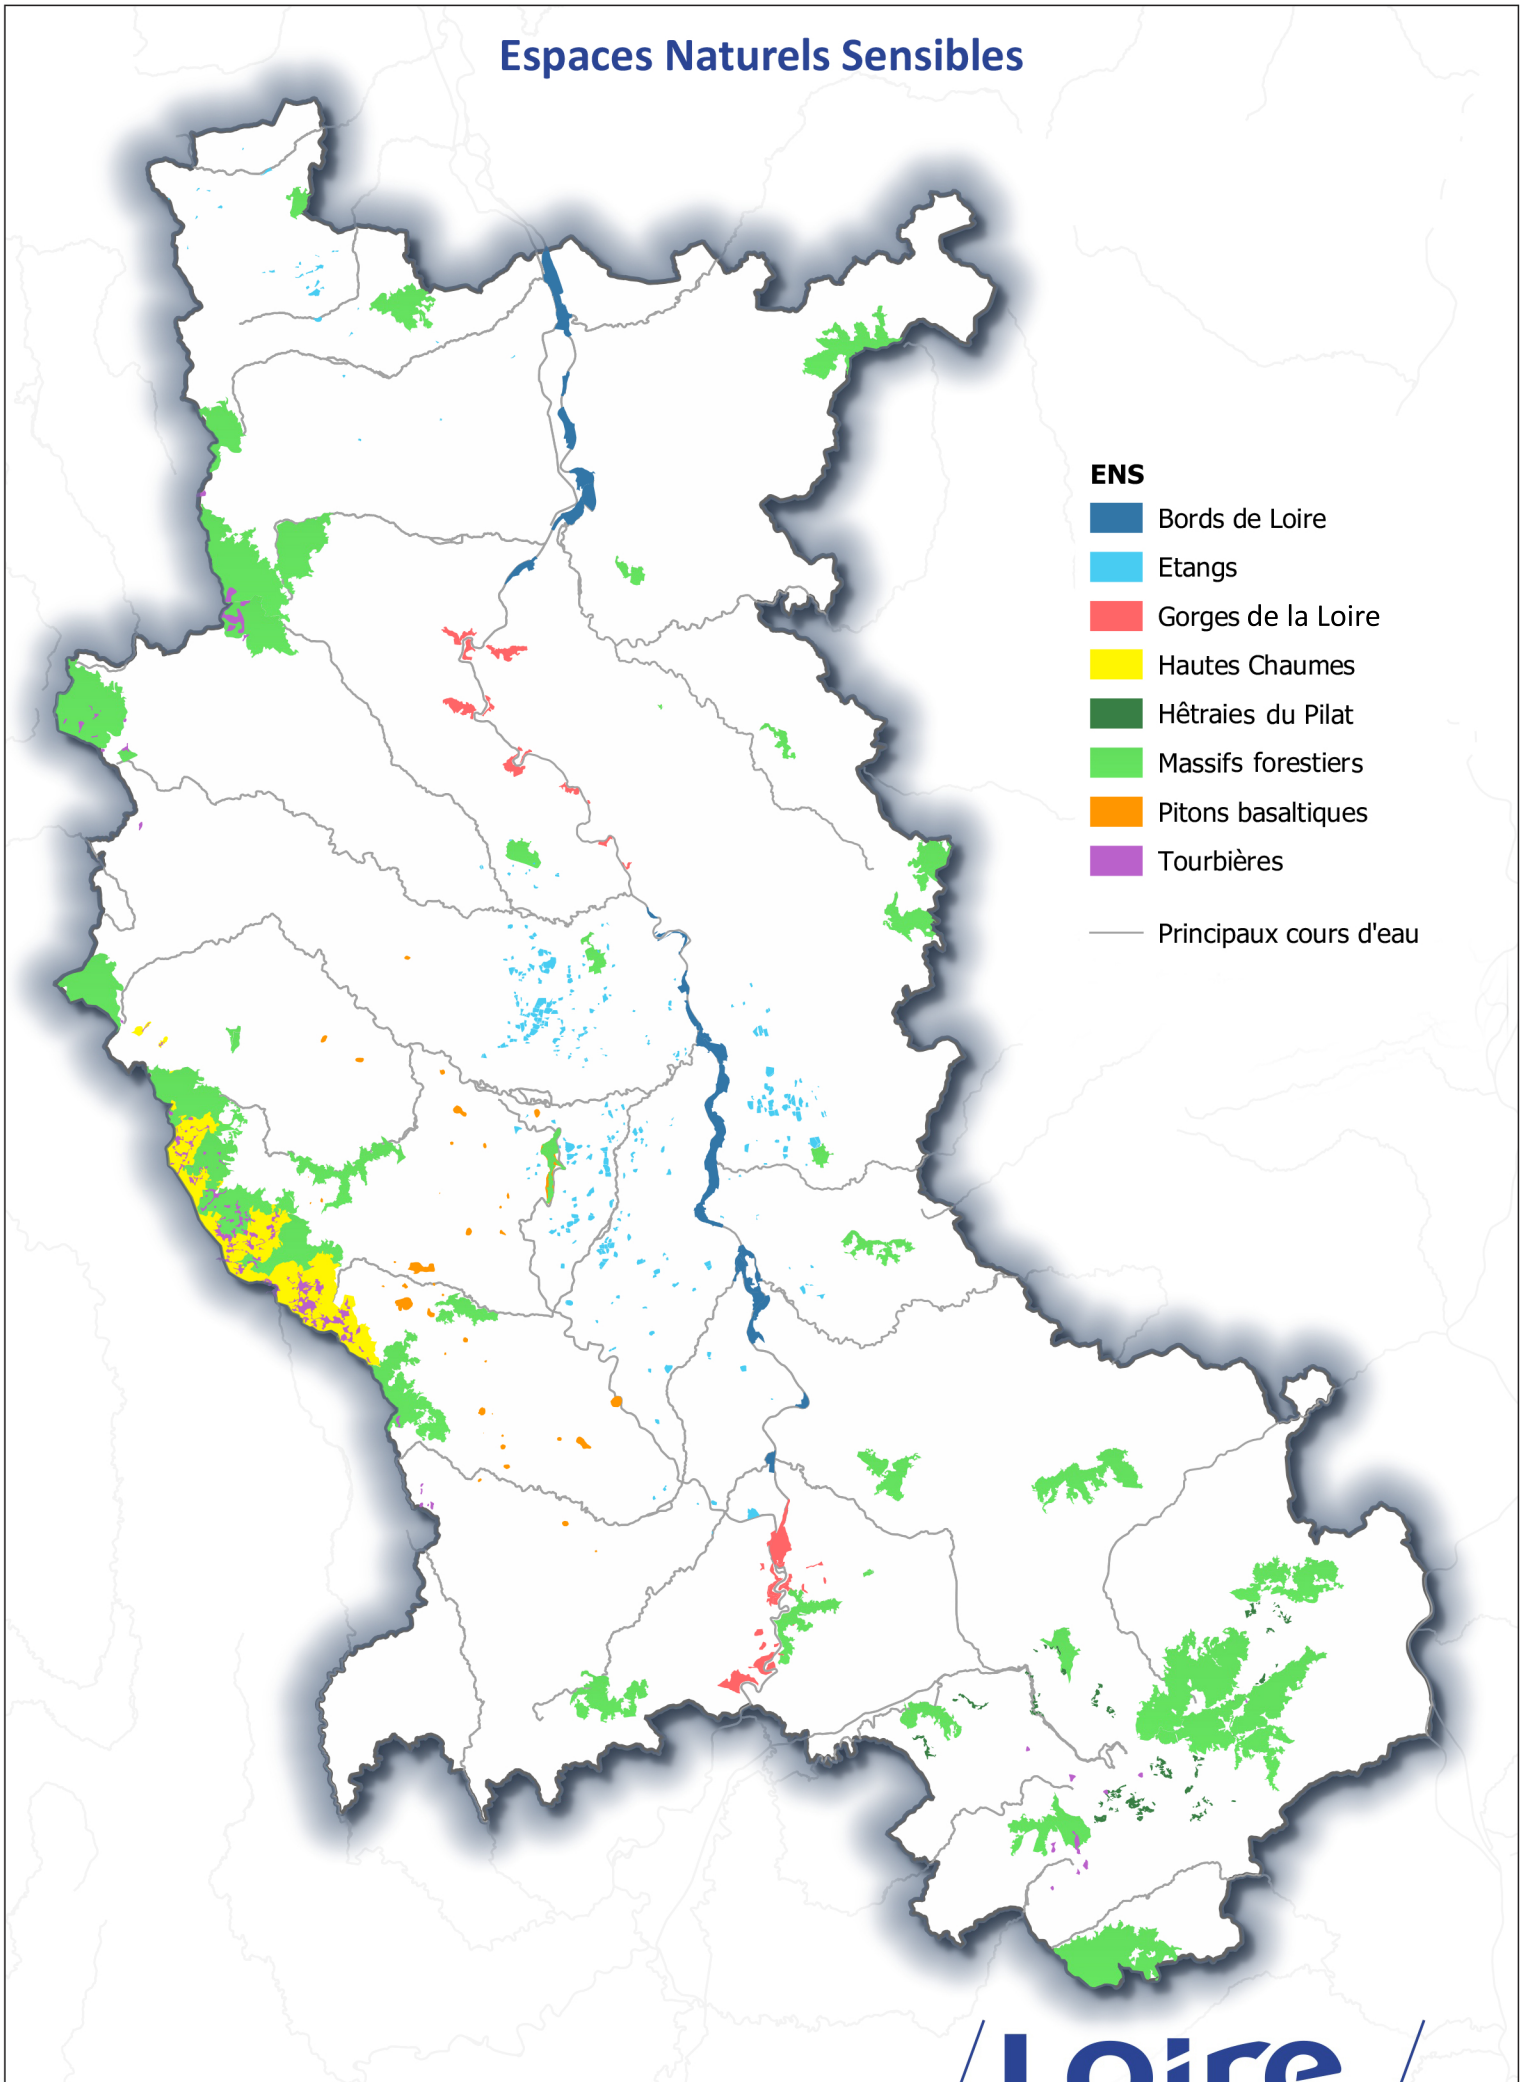 Espaces Naturels Sensibles
ENS
Bords de Loire
Etangs
Gorges de la Loire
Hautes Chaumes
Hêtraies du Pilat
Massifs forestiers
Pitons basaltiques
Tourbières
Principaux cours d'eau
Loire